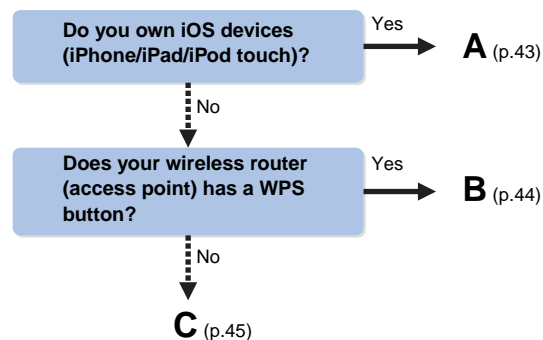 Do you own iOS devices
(iPhone/iPad/iPod touch)?
Yes
A (p.43)
No
Does your wireless router
(access point) has a WPS
button?
Yes
B (p.44)
No
C (p.45)